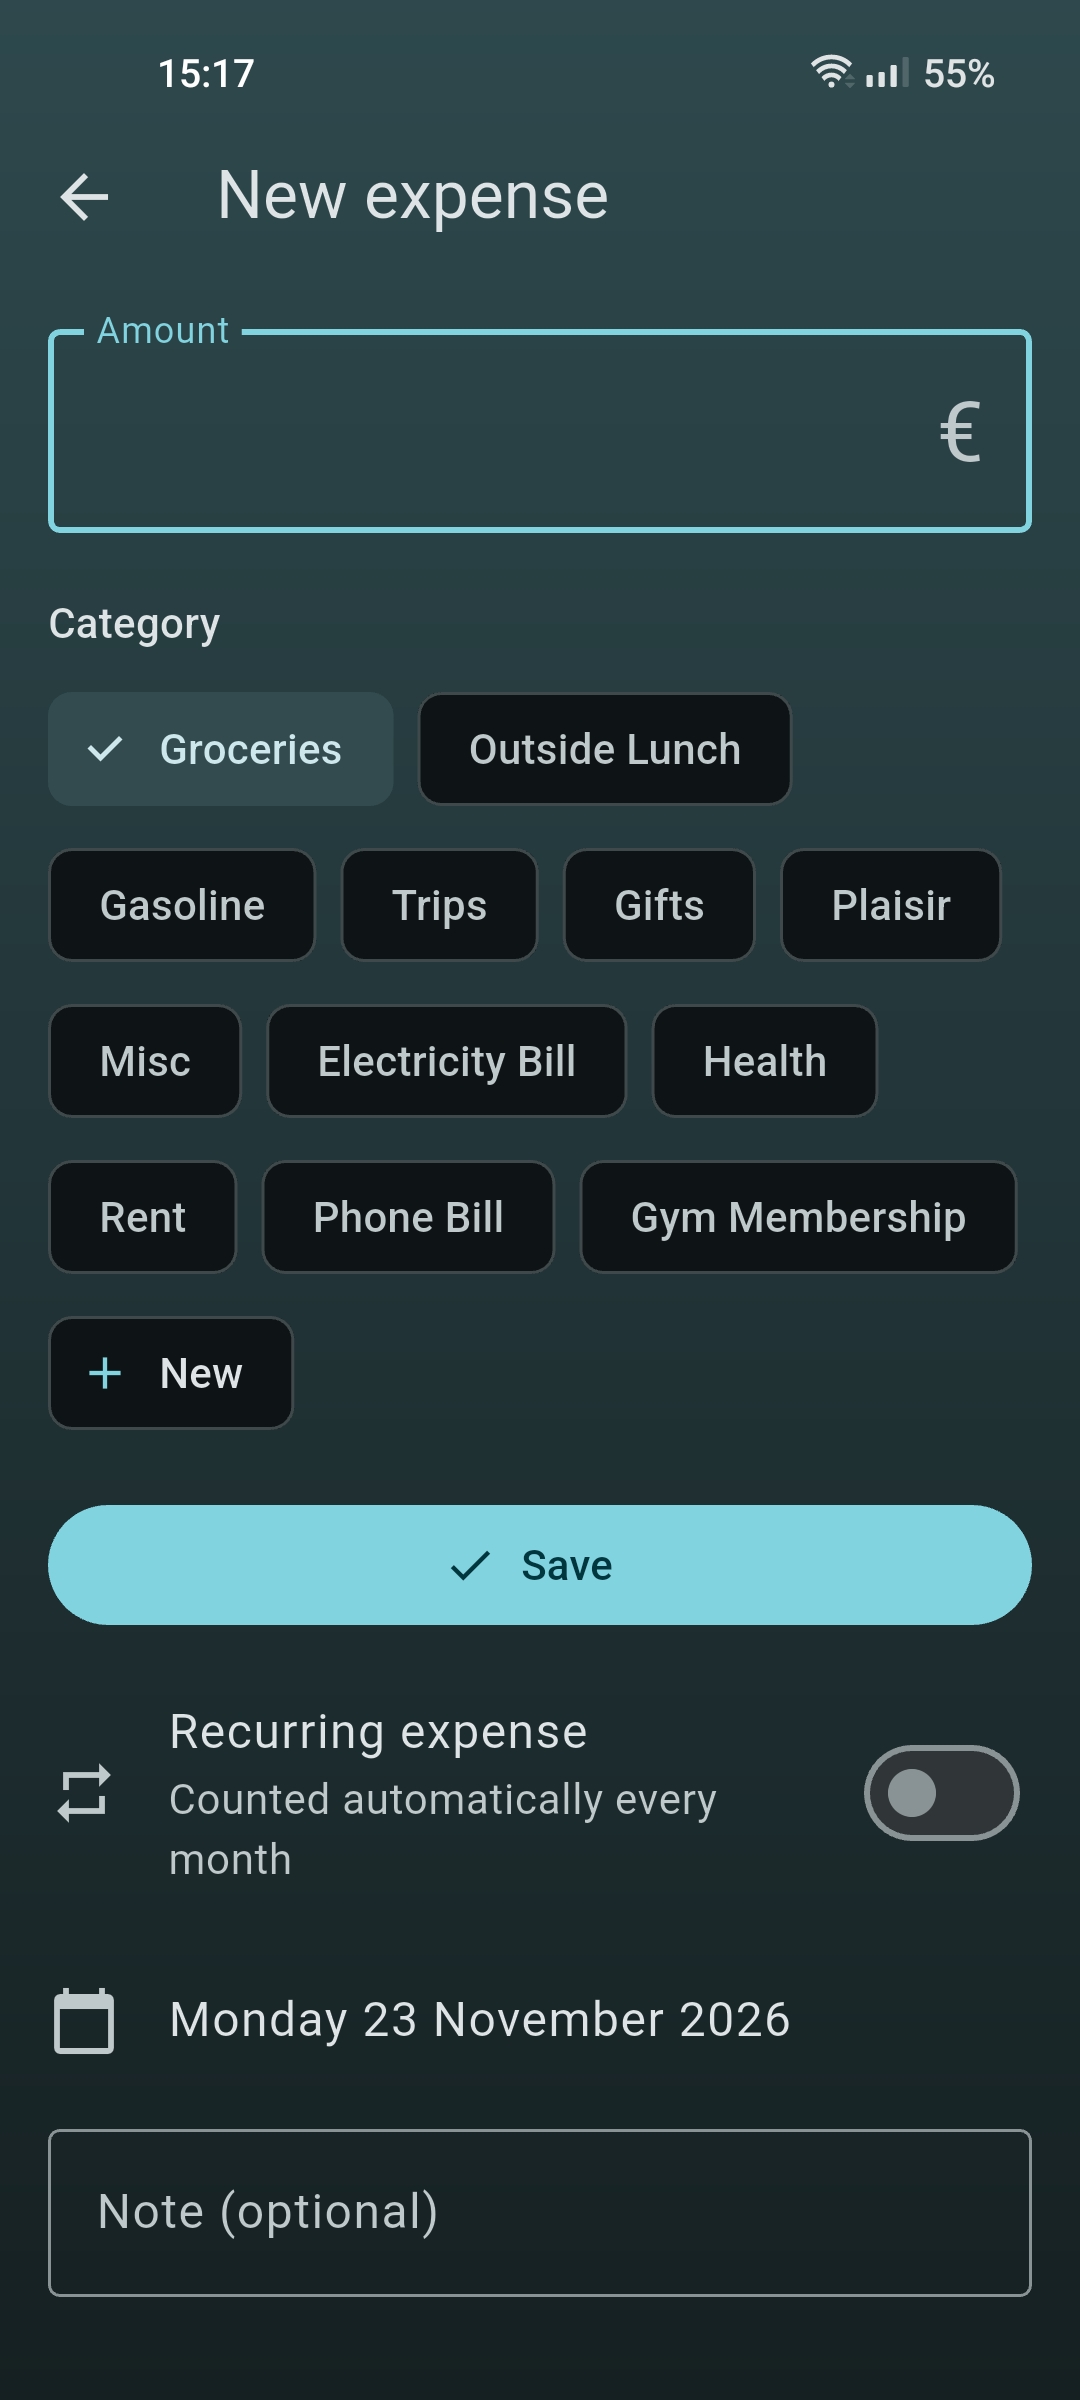 15:17
55%
New expense
Amount
€
Category
Groceries
Outside Lunch
Gasoline
Trips
Gifts
Plaisir
Misc
Electricity Bill
Health
Rent
Phone Bill
Gym Membership
New
Save
Recurring expense
Counted automatically every
month
Monday 23 November 2026
Note (optional)